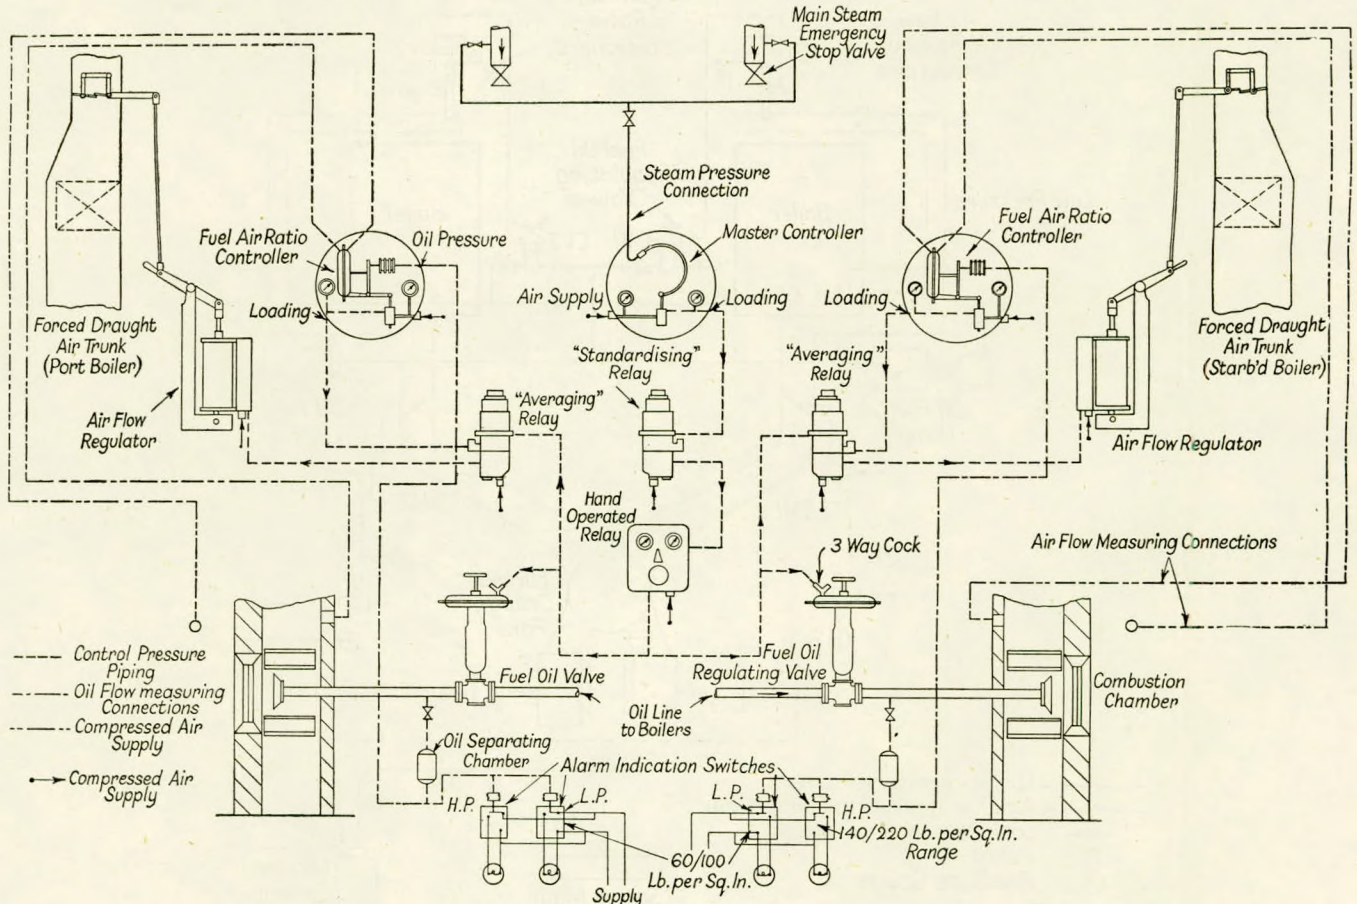 Main Steam
Emergency
Stop Valve
Steam Pressure
Connection
Fuel Air Ratio
Controller
Oil Pressure
Master Controller
Fuel Air Ratio
Controller
Air Supply
Loading
Loading
Loading
Forced Draught
Air Trunk
(Port Boiler)
Forced Draught
Air Trunk
(Starb'd Boiler)
"Standardising"
Relay
"Averaging"
Relay
"Averaging"
Relay
Air Flow
Regulator
Air Flow Regulator
Hand
Operated
Relay
3 Way Cock
Air Flow Measuring Connections
Control Pressure
Piping
Oil Flow measuring
Connections
Compressed Air
Supply
Compressed Air
Supply
Fuel Oil Valve
Fuel Oil
Regulating Valve
Oil Line
to Boilers
Combustion
Chamber
Oil Separating
Chamber
Alarm Indication Switches
H.P.
L.P.
L.P.
H.P.
140/220 Lb. per Sq. In.
Range
60/100
Lb. per Sq. In.
Supply